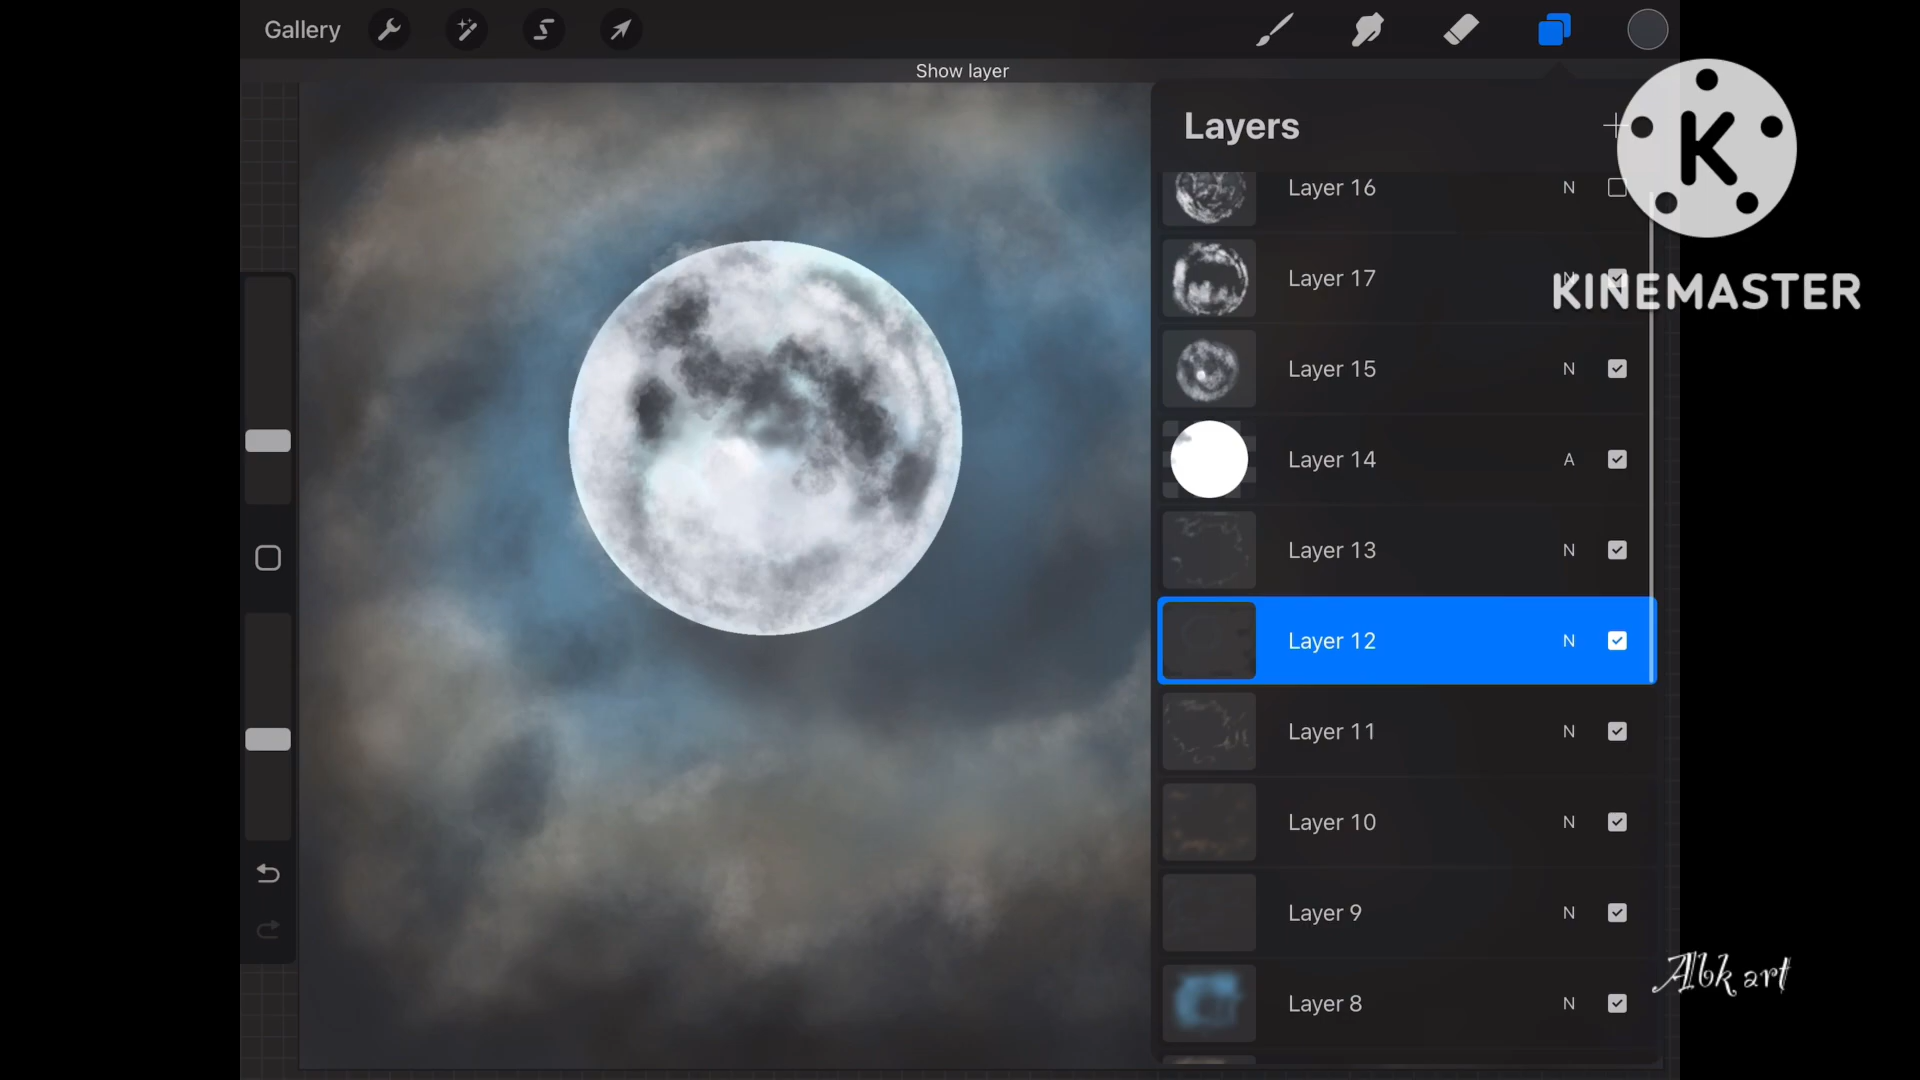 Gallery
Show layer
Layers
K
KINEMASTER
Layer 16 N
Layer 17 N
Layer 15 N
Layer 14 A
Layer 13 N
Layer 12 N
Layer 11 N
Layer 10 N
Layer 9 N
Layer 8 N
Albk art